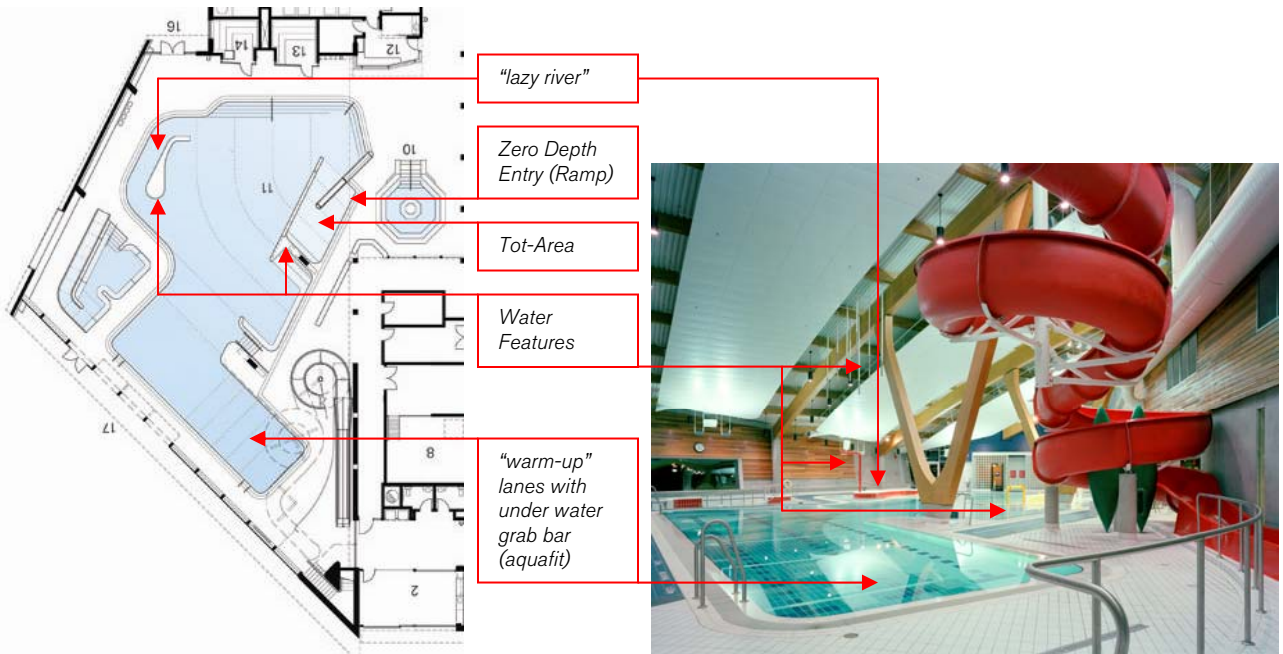 16
14
13
12
"lazy river"
Zero Depth
Entry (Ramp)
10
11
Tot-Area
Water
Features
17
8
"warm-up"
lanes with
under water
grab bar
(aquafit)
2